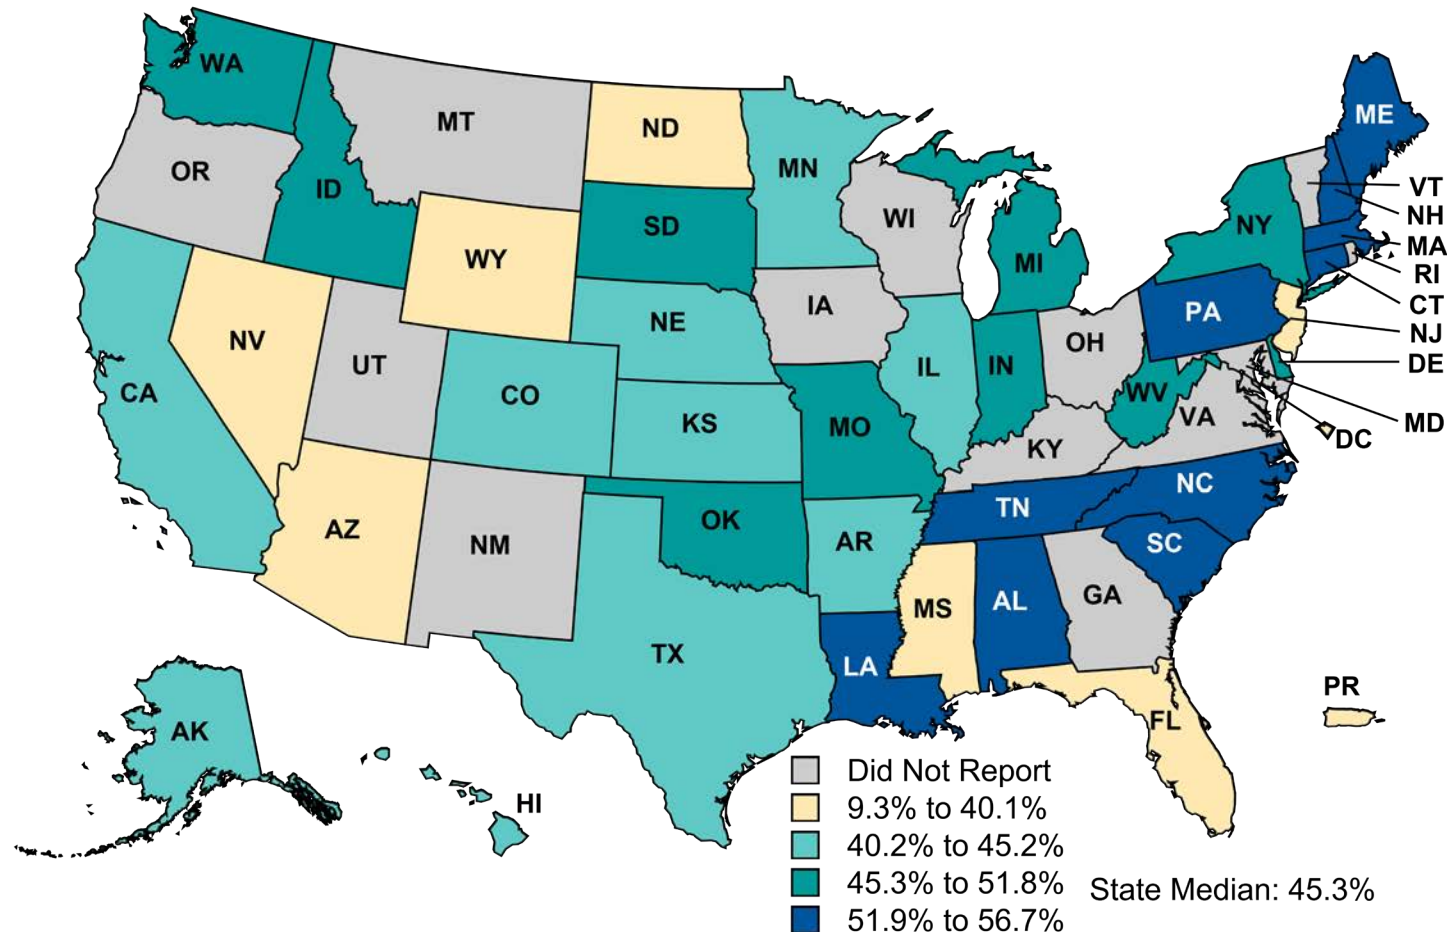 WA
MT
ND
ME
OR
ID
MN
VT
NH
SD
WI
NY
MA
WY
MI
RI
IA
CT
NE
PA
NV
UT
OH
NJ
CA
CO
IL
IN
DE
KS
WV
MO
VA
MD
KY
DC
NC
AZ
NM
OK
TN
AR
SC
MS
AL
GA
TX
LA
PR
AK
FL
HI
Did Not Report
9.3% to 40.1%
40.2% to 45.2%
45.3% to 51.8%
State Median: 45.3%
51.9% to 56.7%